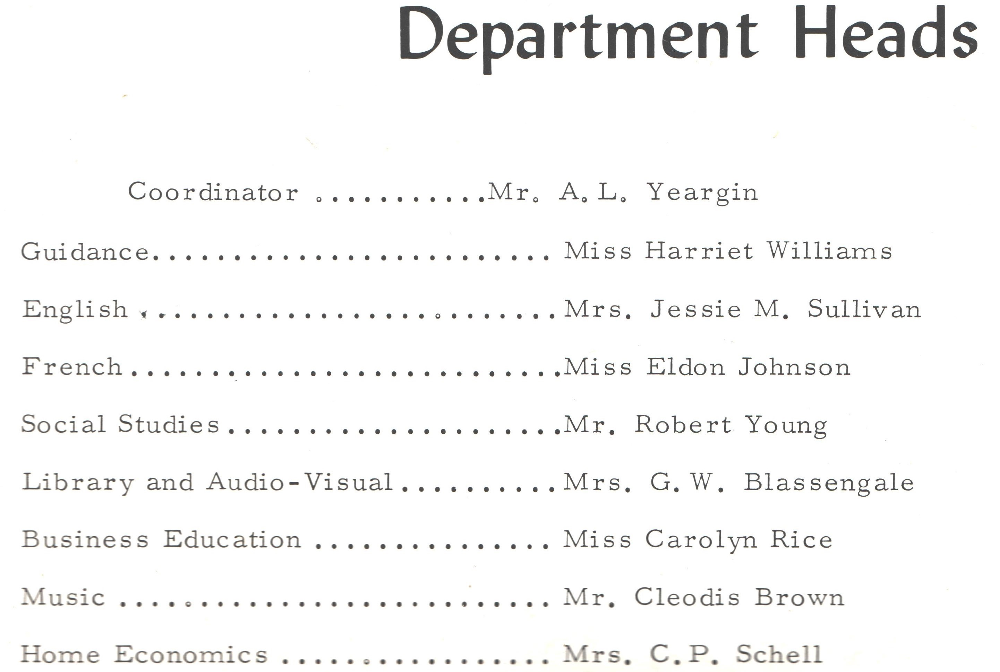 Department Heads
Coordinator ...........Mr. A. L. Yeargin
Guidance......................... Miss Harriet Williams
English ..........................Mrs. Jessie M. Sullivan
French...........................Miss Eldon Johnson
Social Studies.....................Mr. Robert Young
Library and Audio-Visual..........Mrs. G. W. Blassengale
Business Education ............... Miss Carolyn Rice
Music ........................... Mr. Cleodis Brown
Home Economics ................. Mrs. C. P. Schell